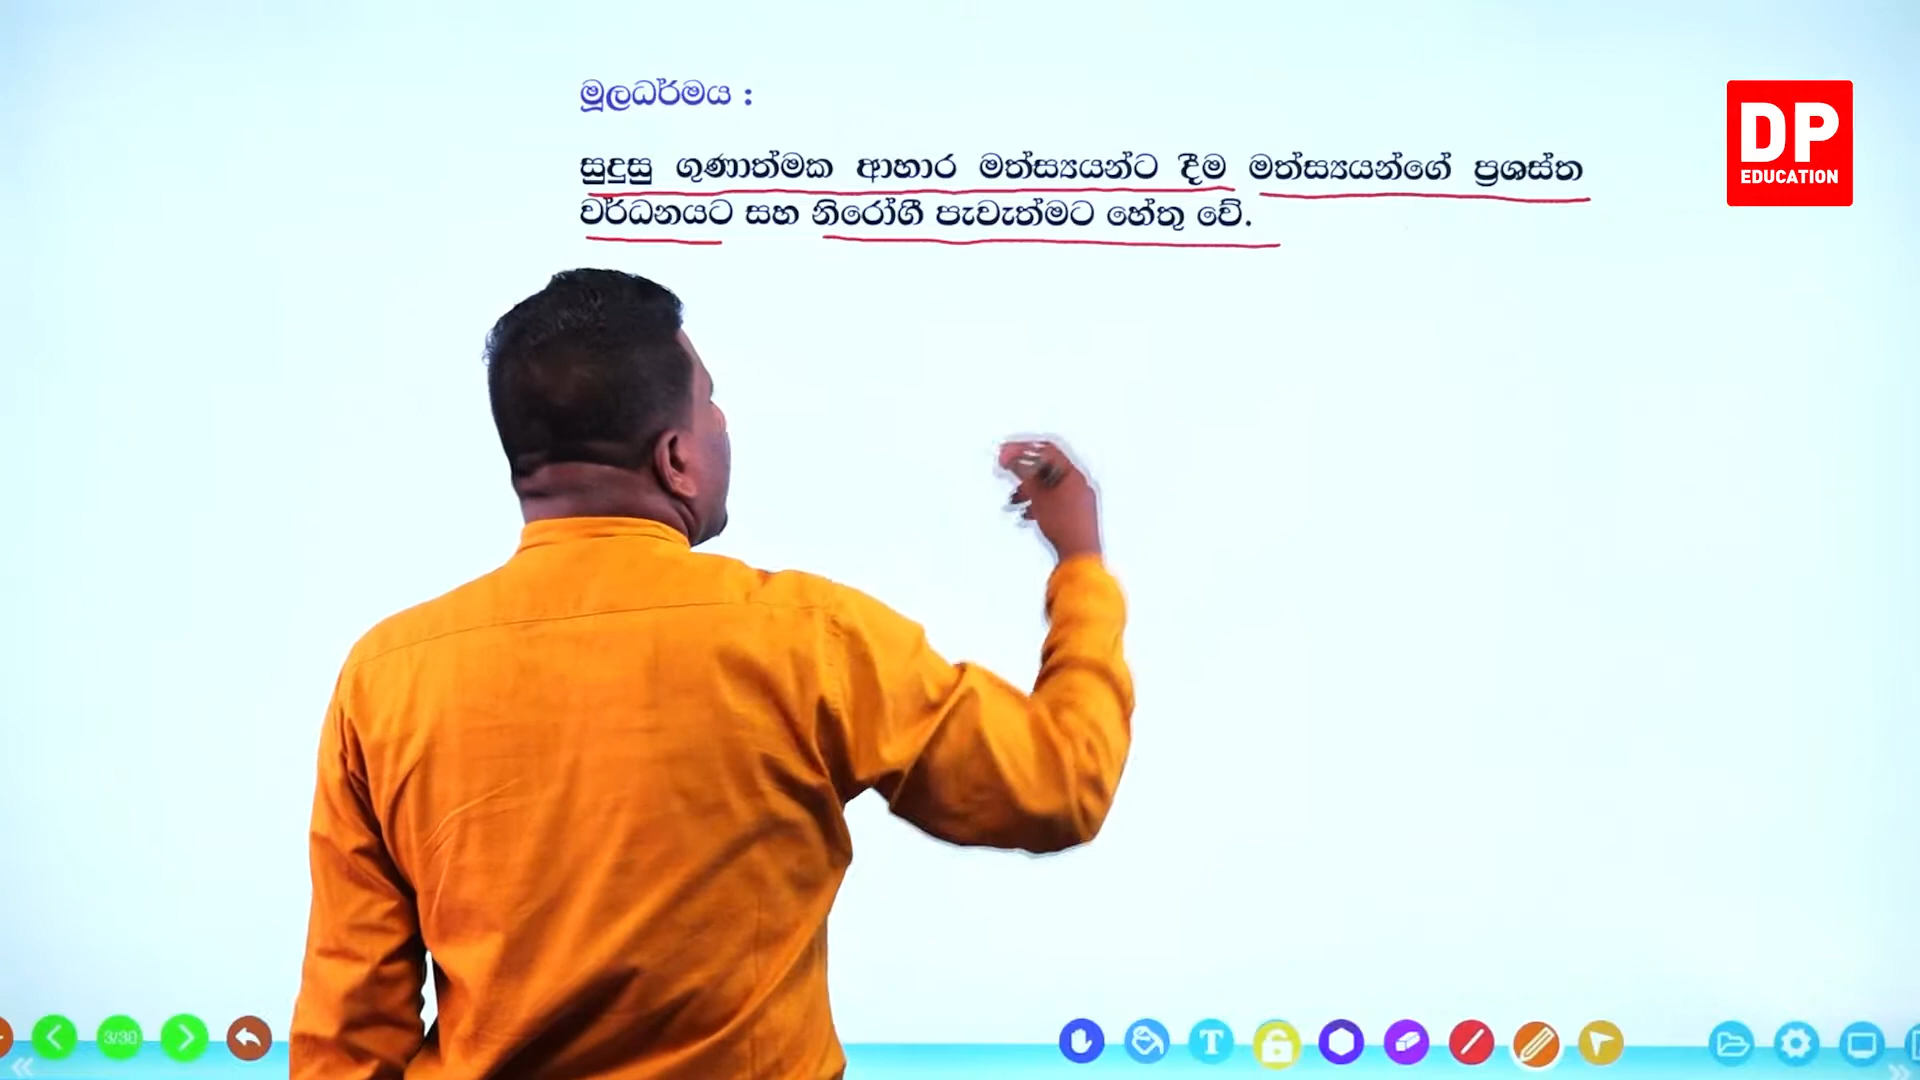 මූලධර්මය :
සුදුසු ගුණාත්මක ආහාර මත්ස්‍යයන්ට දීම මත්ස්‍යයන්ගේ ප්‍රශස්ත
වර්ධනයට සහ නිරෝගී පැවැත්මට හේතු වේ.
DP
EDUCATION
3/30
T